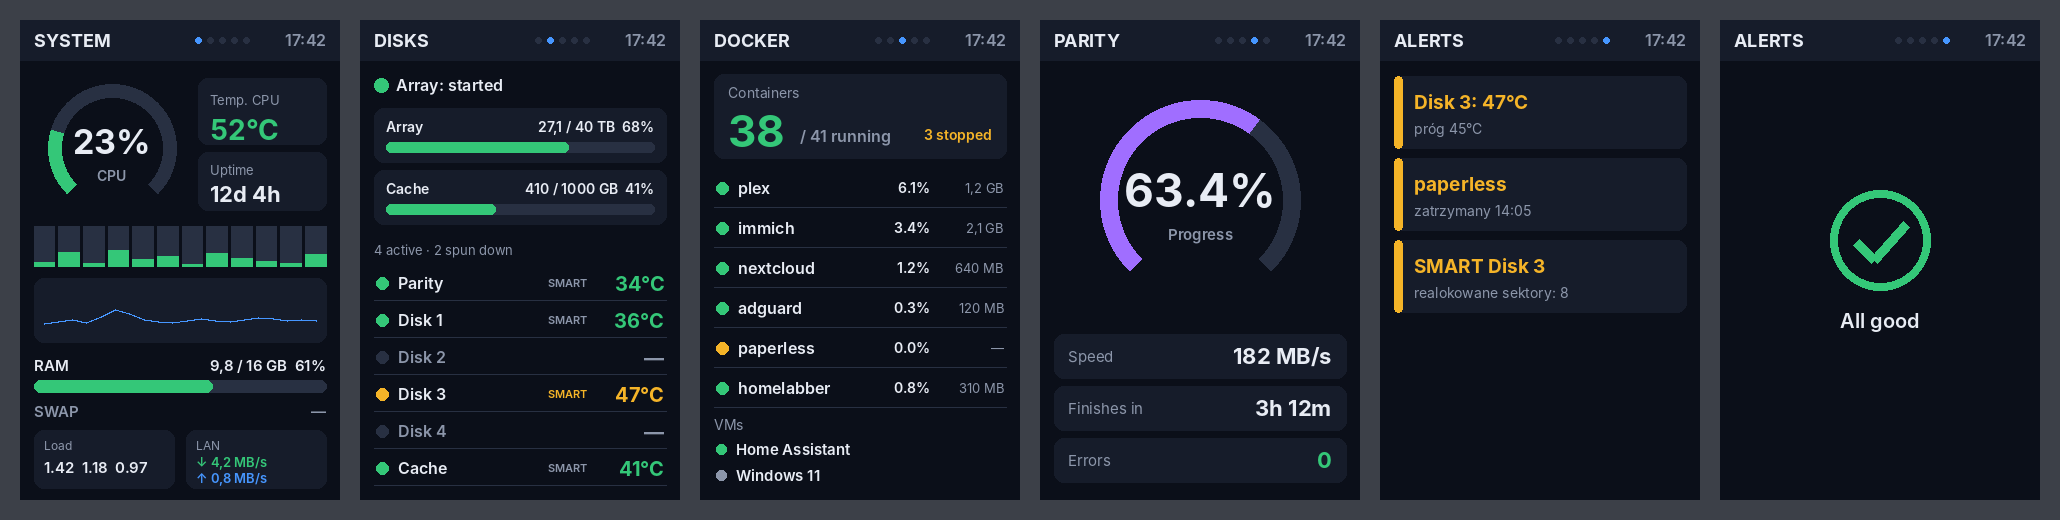 SYSTEM 17:42
23%
CPU
Temp. CPU
52°C
Uptime
12d 4h
RAM 9,8 / 16 GB 61%
SWAP —
Load
1.42 1.18 0.97
LAN
↓ 4,2 MB/s
↑ 0,8 MB/s
DISKS 17:42
Array: started
Array 27,1 / 40 TB 68%
Cache 410 / 1000 GB 41%
4 active · 2 spun down
Parity SMART 34°C
Disk 1 SMART 36°C
Disk 2 —
Disk 3 SMART 47°C
Disk 4 —
Cache SMART 41°C
DOCKER 17:42
Containers
38 / 41 running 3 stopped
plex 6.1% 1,2 GB
immich 3.4% 2,1 GB
nextcloud 1.2% 640 MB
adguard 0.3% 120 MB
paperless 0.0% —
homelabber 0.8% 310 MB
VMs
Home Assistant
Windows 11
PARITY 17:42
63.4%
Progress
Speed 182 MB/s
Finishes in 3h 12m
Errors 0
ALERTS 17:42
Disk 3: 47°C
próg 45°C
paperless
zatrzymany 14:05
SMART Disk 3
realokowane sektory: 8
ALERTS 17:42
All good